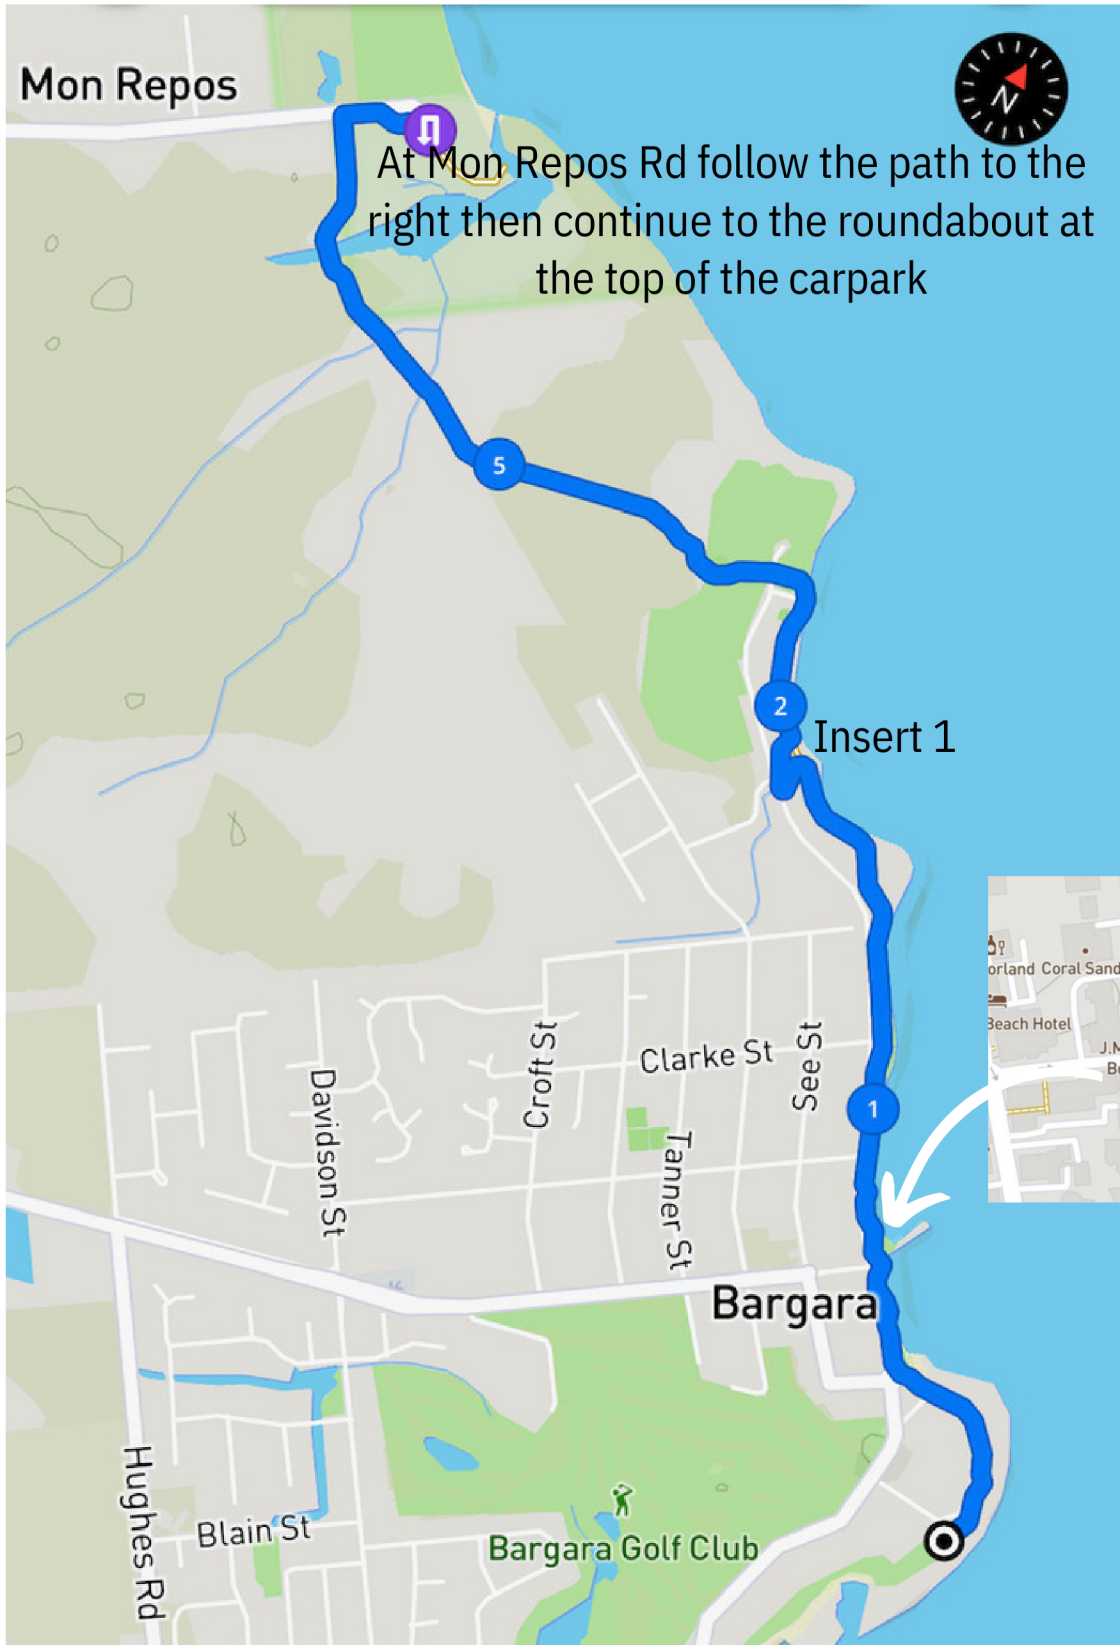 Mon Repos
N
At Mon Repos Rd follow the path to the
right then continue to the roundabout at
the top of the carpark
5
2
Insert 1
orland Coral Sand
Beach Hotel
J.M
Clarke St
See St
Croft St
Davidson St
Tanner St
1
Bargara
Hughes Rd
Blain St
Bargara Golf Club